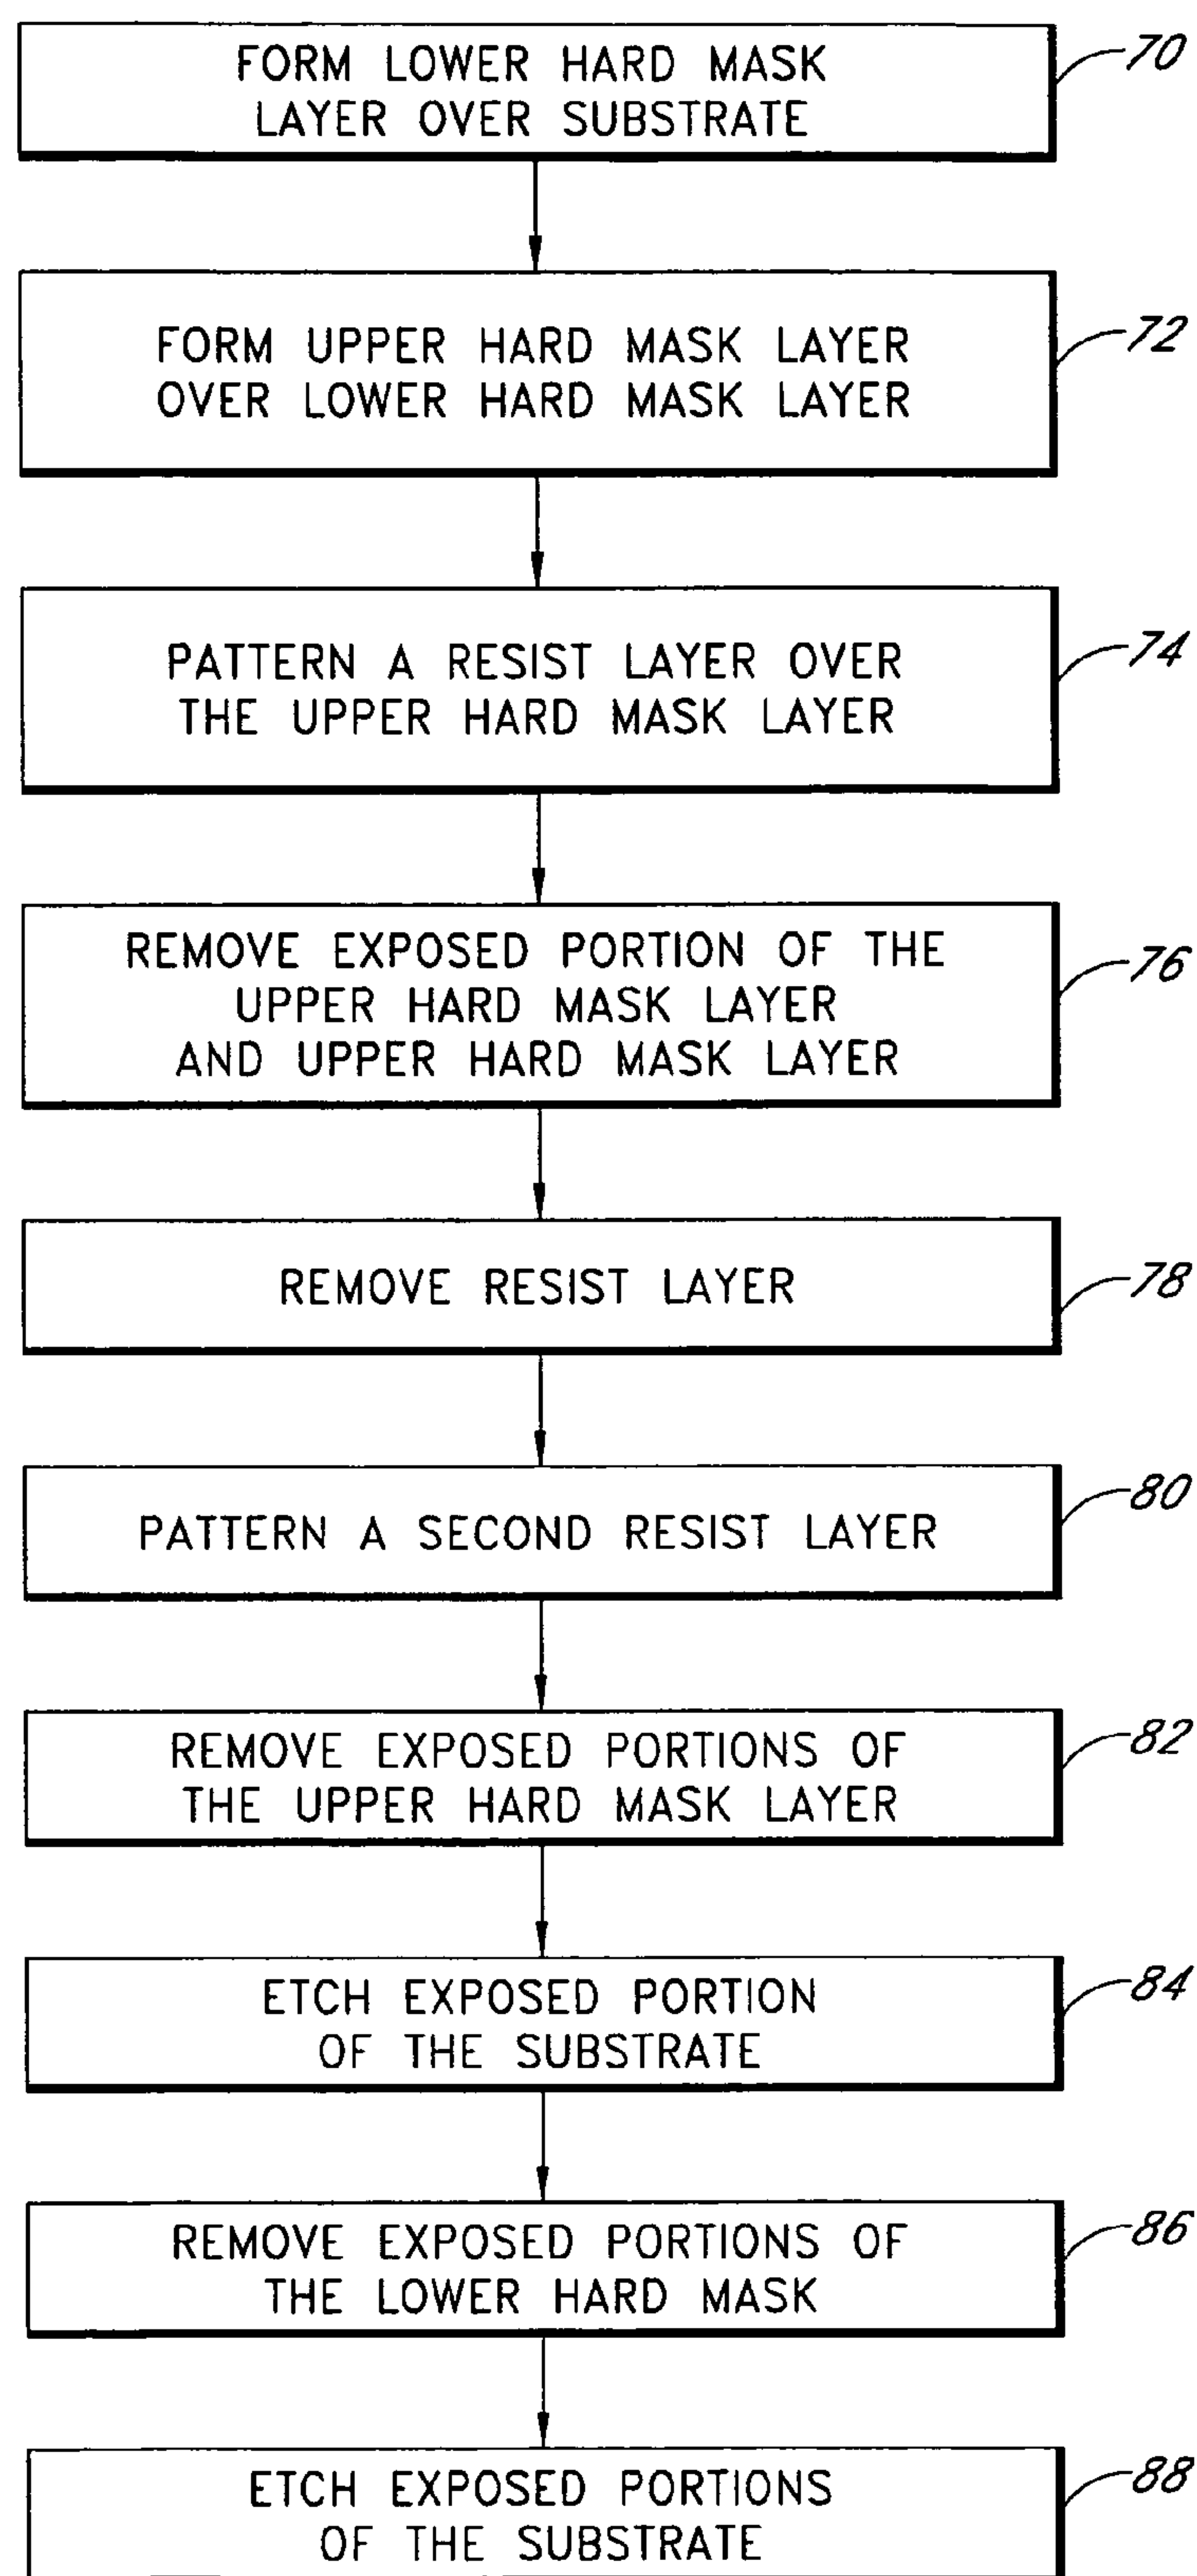 FORM LOWER HARD MASK
LAYER OVER SUBSTRATE
70
FORM UPPER HARD MASK LAYER
OVER LOWER HARD MASK LAYER
72
PATTERN A RESIST LAYER OVER
THE UPPER HARD MASK LAYER
74
REMOVE EXPOSED PORTION OF THE
UPPER HARD MASK LAYER
AND UPPER HARD MASK LAYER
76
REMOVE RESIST LAYER
78
PATTERN A SECOND RESIST LAYER
80
REMOVE EXPOSED PORTIONS OF
THE UPPER HARD MASK LAYER
82
ETCH EXPOSED PORTION
OF THE SUBSTRATE
84
REMOVE EXPOSED PORTIONS OF
THE LOWER HARD MASK
86
ETCH EXPOSED PORTIONS
OF THE SUBSTRATE
88